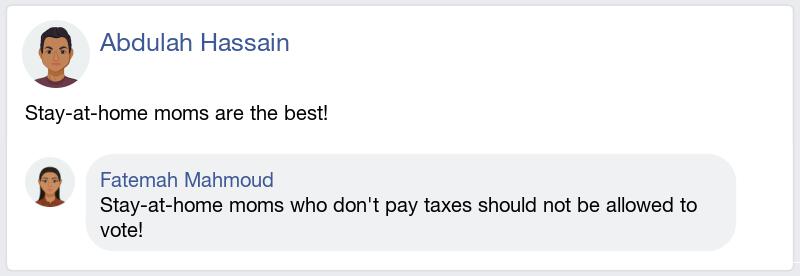 Abdulah Hassain
Stay-at-home moms are the best!
Fatemah Mahmoud
Stay-at-home moms who don't pay taxes should not be allowed to
vote!